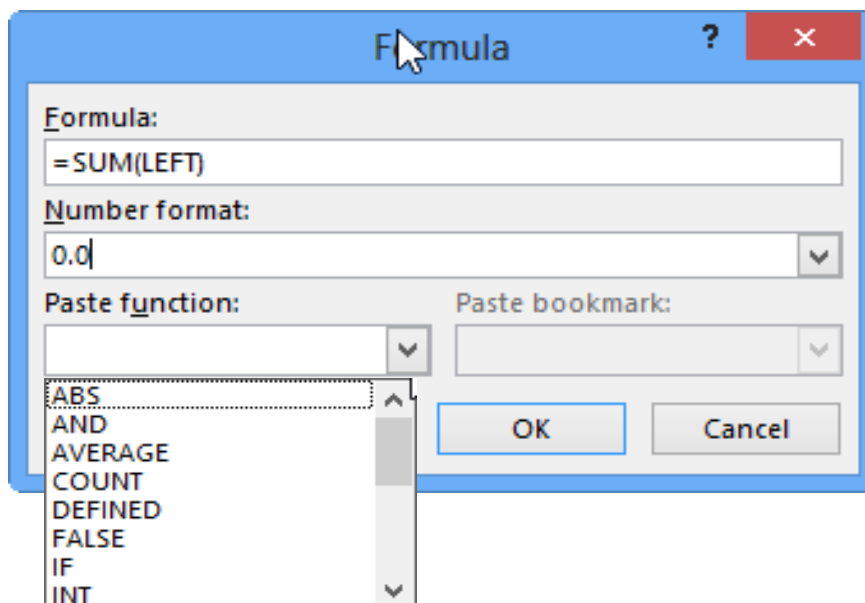 Formula
?
Formula:
=SUM(LEFT)
Number format:
0.0
Paste function: Paste bookmark:
ABS
AND
AVERAGE
COUNT
DEFINED
FALSE
IF
INT
OK Cancel